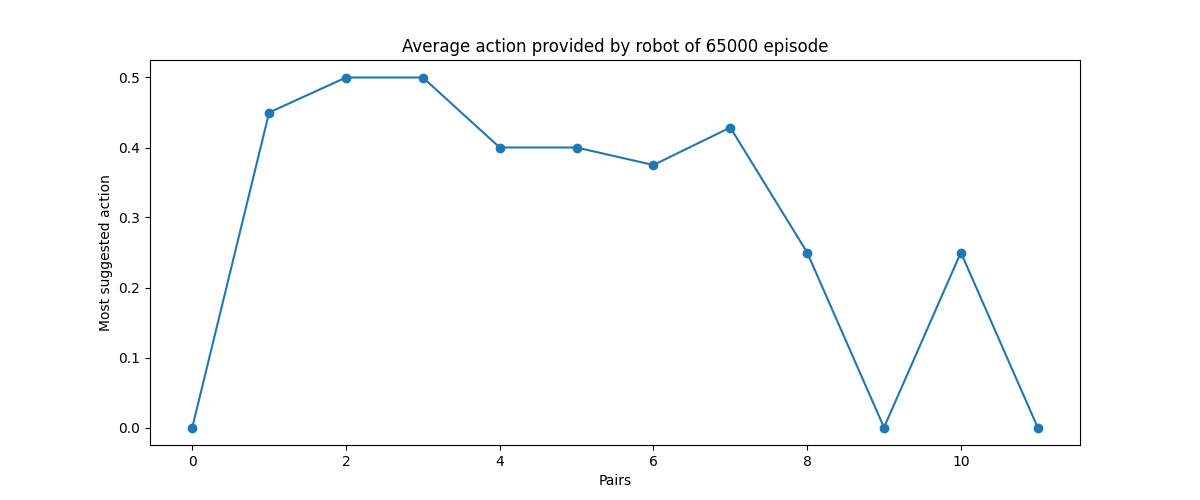 Average action provided by robot of 65000 episode
0.5
0.4
0.3
0.2
0.1
0.0
Most suggested action
0 2 4 6 8 10
Pairs